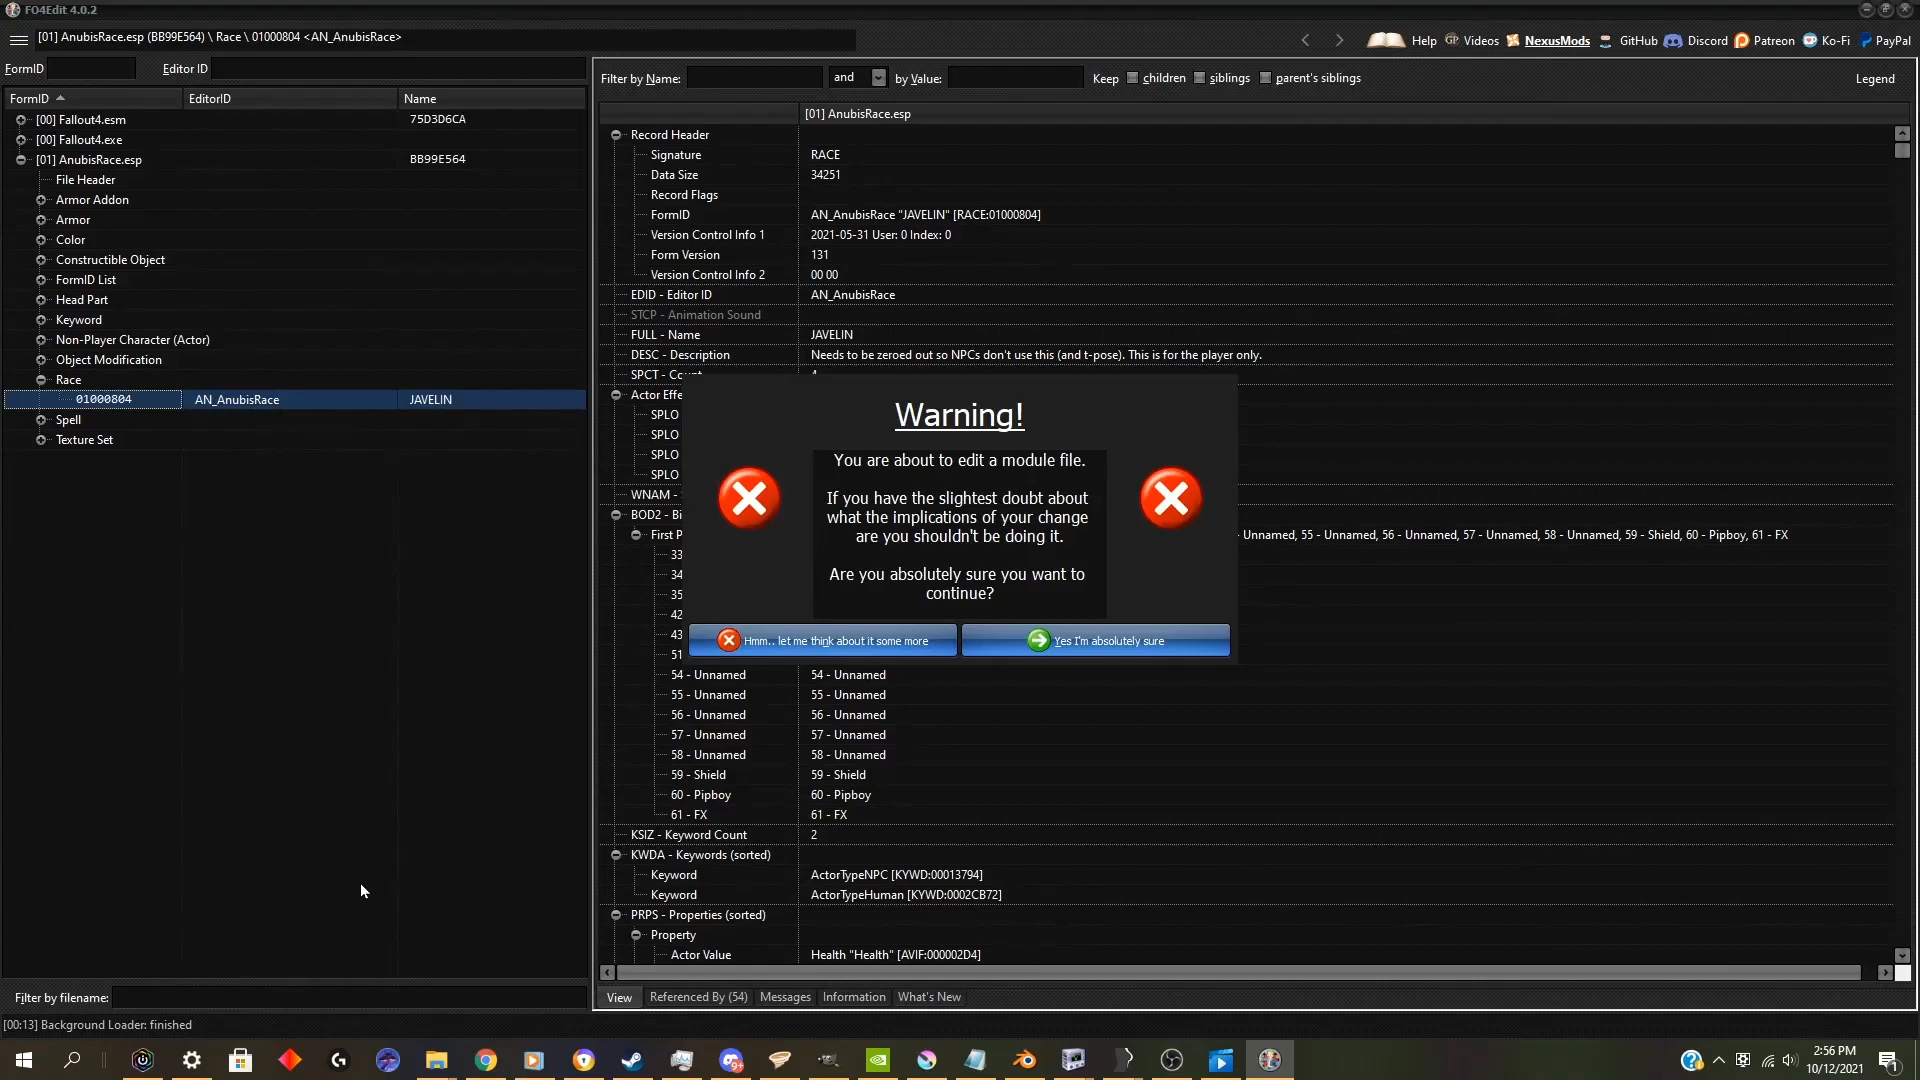 FO4Edit 4.0.2
[01] AnubisRace.esp (BB99E564) \ Race \ 01000804 <AN_AnubisRace>
Help GP Videos NexusMods GitHub Discord Patreon Ko-Fi PayPal
FormID Editor ID
Filter by Name: and by Value: Keep children siblings parent's siblings Legend
FormID EditorID Name
[00] Fallout4.esm 75D3D6CA
[00] Fallout4.exe
[01] AnubisRace.esp BB99E564
File Header
Armor Addon
Armor
Color
Constructible Object
FormID List
Head Part
Keyword
Non-Player Character (Actor)
Object Modification
Race
01000804 AN_AnubisRace JAVELIN
Spell
Texture Set
Filter by filename:
[01] AnubisRace.esp
Record Header
Signature RACE
Data Size 34251
Record Flags
FormID AN_AnubisRace "JAVELIN" [RACE:01000804]
Version Control Info 1 2021-05-31 User: 0 Index: 0
Form Version 131
Version Control Info 2 00 00
EDID - Editor ID AN_AnubisRace
STCP - Animation Sound
FULL - Name JAVELIN
DESC - Description Needs to be zeroed out so NPCs don't use this (and t-pose). This is for the player only.
SPCT - Count 4
Actor Effe
SPLO
SPLO
SPLO
SPLO
WNAM -
BOD2 - Bi
First P - Unnamed, 55 - Unnamed, 56 - Unnamed, 57 - Unnamed, 58 - Unnamed, 59 - Shield, 60 - Pipboy, 61 - FX
33
34
35
42
43
51
54 - Unnamed 54 - Unnamed
55 - Unnamed 55 - Unnamed
56 - Unnamed 56 - Unnamed
57 - Unnamed 57 - Unnamed
58 - Unnamed 58 - Unnamed
59 - Shield 59 - Shield
60 - Pipboy 60 - Pipboy
61 - FX 61 - FX
KSIZ - Keyword Count 2
KWDA - Keywords (sorted)
Keyword ActorTypeNPC [KYWD:00013794]
Keyword ActorTypeHuman [KYWD:0002CB72]
PRPS - Properties (sorted)
Property
Actor Value Health "Health" [AVIF:000002D4]
Warning!
You are about to edit a module file.
If you have the slightest doubt about
what the implications of your change
are you shouldn't be doing it.
Are you absolutely sure you want to
continue?
Hmm.. let me think about it some more
Yes I'm absolutely sure
View Referenced By (54) Messages Information What's New
[00:13] Background Loader: finished
2:56 PM
10/12/2021